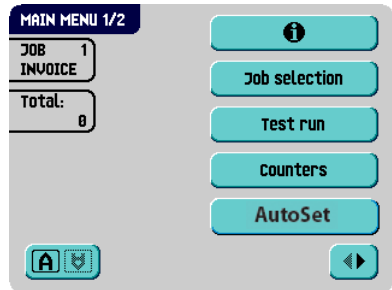 MAIN MENU 1/2
JOB 1
INVOICE
Total:
0
Job selection
Test run
Counters
AutoSet
A